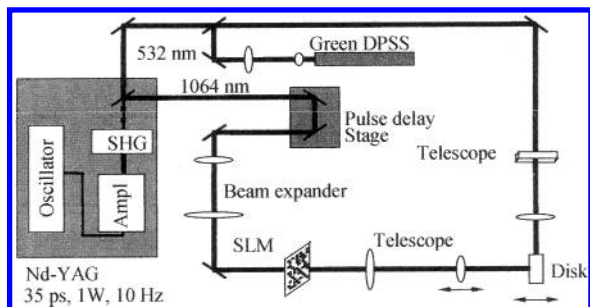 Green DPSS
532 nm
1064 nm
Pulse delay
Stage
SHG
Oscillator
Ampl
Telescope
Beam expander
SLM
Telescope
Disk
Nd-YAG
35 ps, 1W, 10 Hz